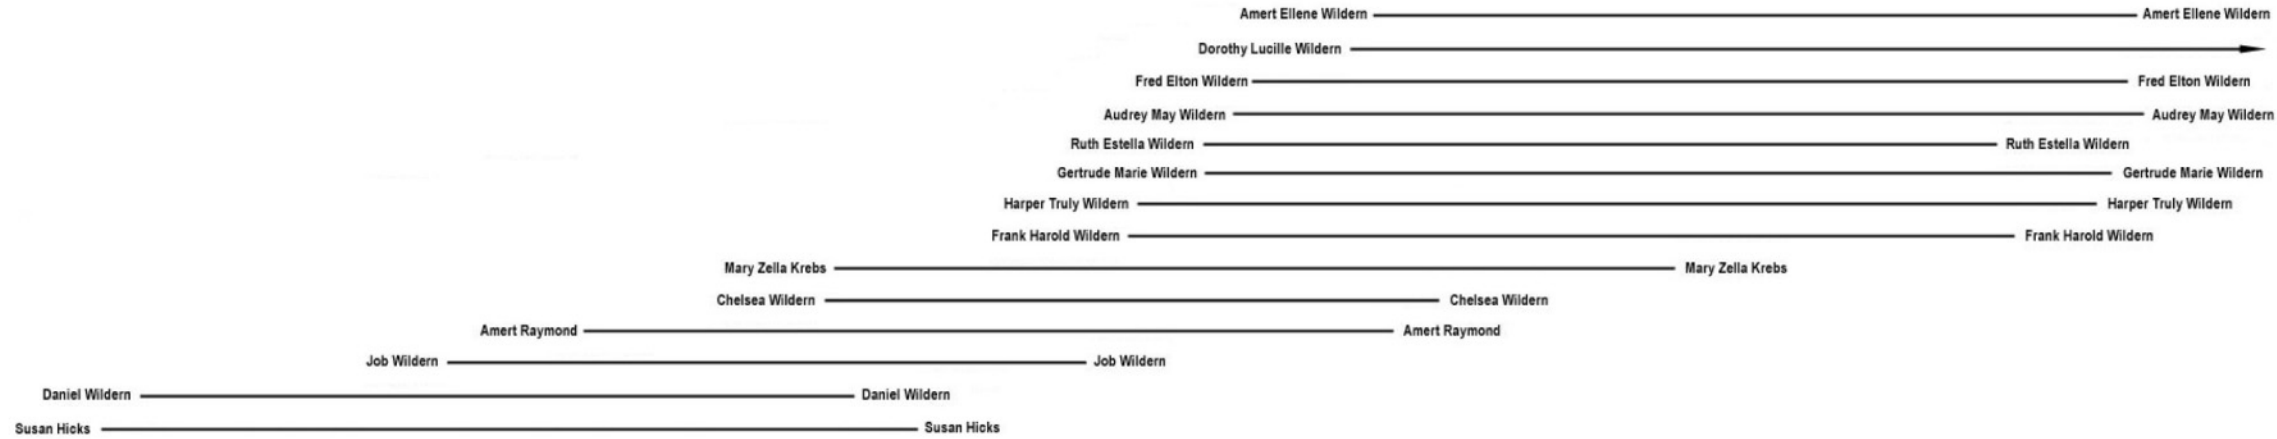 Amert Ellene Wildern Amert Ellene Wildern
Dorothy Lucille Wildern
Fred Elton Wildern Fred Elton Wildern
Audrey May Wildern Audrey May Wildern
Ruth Estella Wildern Ruth Estella Wildern
Gertrude Marie Wildern Gertrude Marie Wildern
Harper Truly Wildern Harper Truly Wildern
Frank Harold Wildern Frank Harold Wildern
Mary Zella Krebs Mary Zella Krebs
Chelsea Wildern Chelsea Wildern
Amert Raymond Amert Raymond
Job Wildern Job Wildern
Daniel Wildern Daniel Wildern
Susan Hicks Susan Hicks